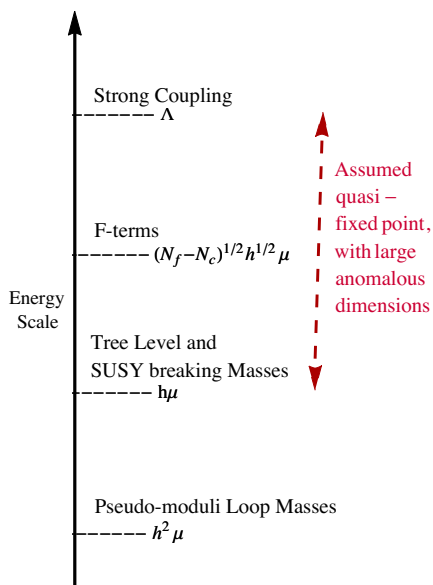 Strong Coupling
Λ
Assumed
quasi –
fixed point,
with large
anomalous
dimensions
F-terms
(N_f–N_c)^{1/2} h^{1/2} μ
Energy
Scale
Tree Level and
SUSY breaking Masses
hμ
Pseudo-moduli Loop Masses
h² μ